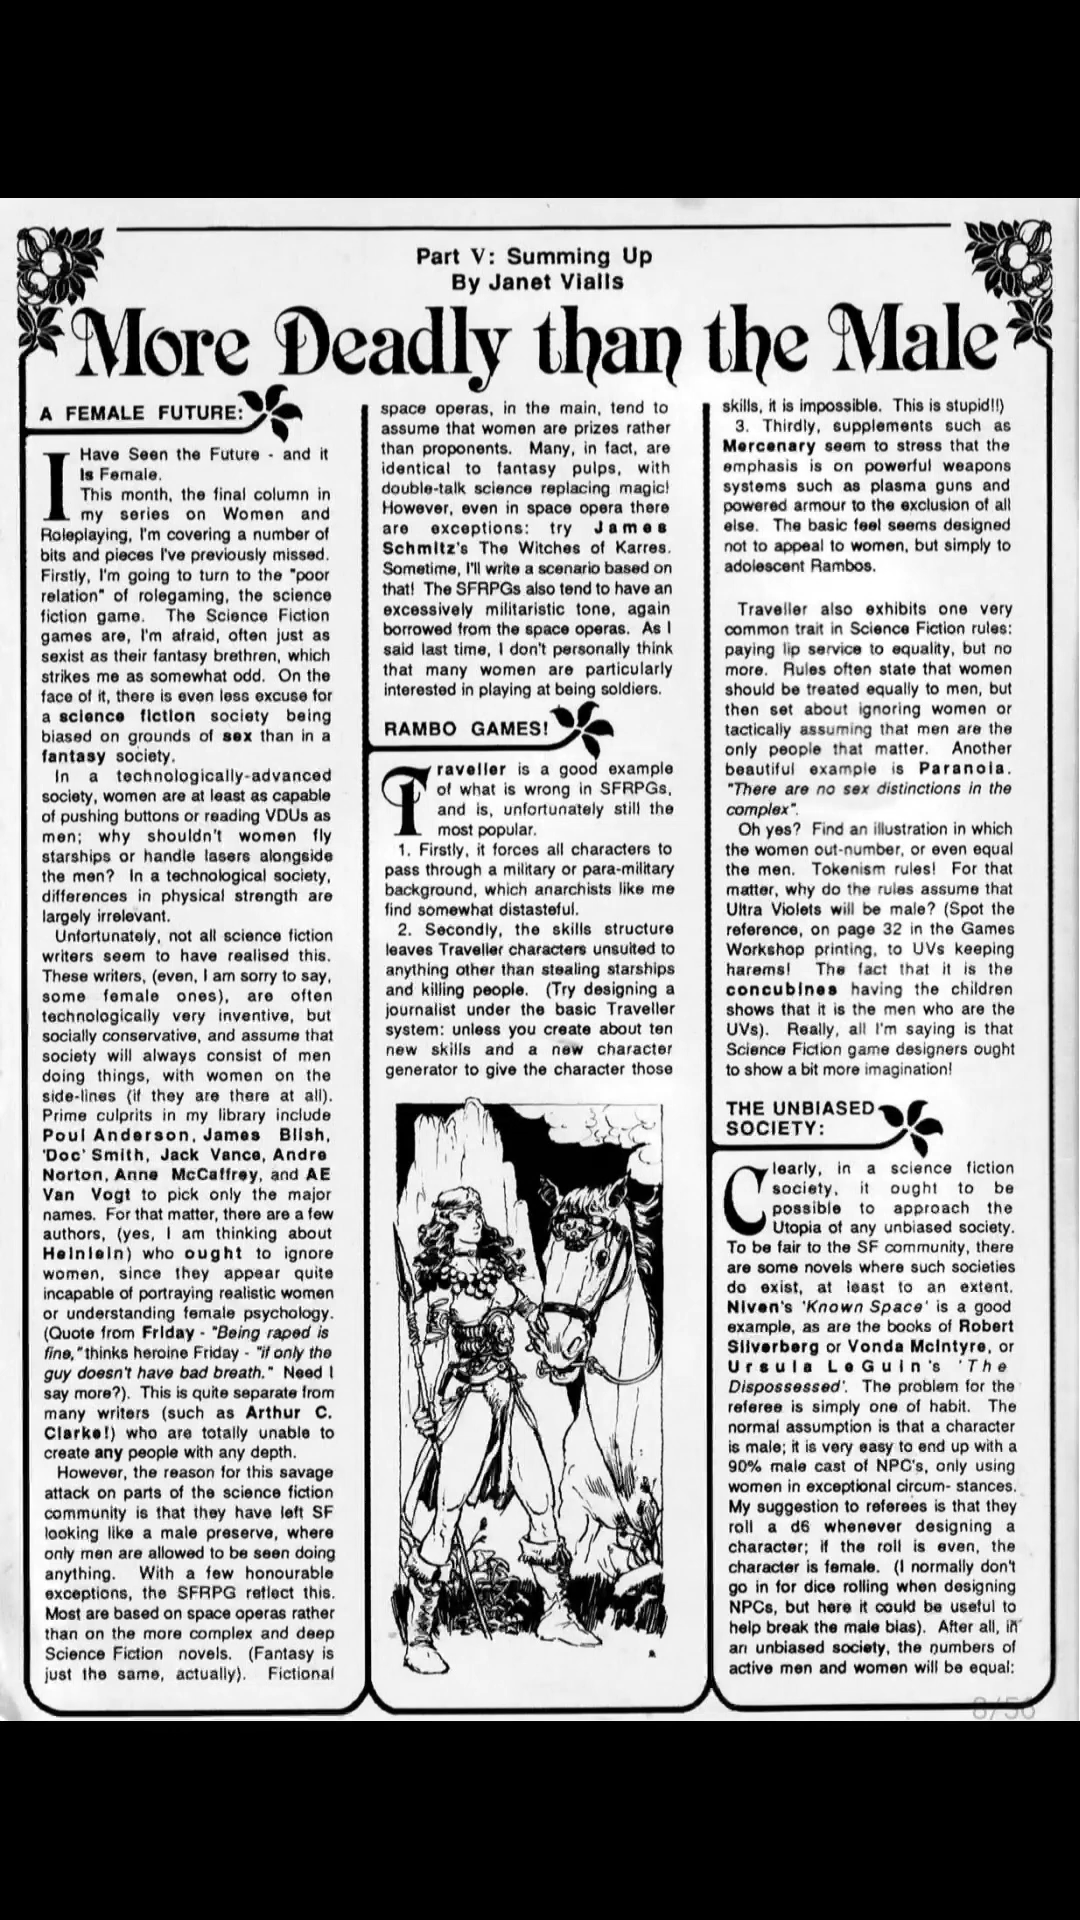 Part V: Summing Up
By Janet Vialls
More Deadly than the Male
A FEMALE FUTURE:
I Have Seen the Future - and it
Is Female.
This month, the final column in
my series on Women and
Roleplaying, I'm covering a number of
bits and pieces I've previously missed.
Firstly, I'm going to turn to the "poor
relation" of rolegaming, the science
fiction game. The Science Fiction
games are, I'm afraid, often just as
sexist as their fantasy brethren, which
strikes me as somewhat odd. On the
face of it, there is even less excuse for
a science fiction society being
biased on grounds of sex than in a
fantasy society.
In a technologically-advanced
society, women are at least as capable
of pushing buttons or reading VDUs as
men; why shouldn't women fly
starships or handle lasers alongside
the men? In a technological society,
differences in physical strength are
largely irrelevant.
Unfortunately, not all science fiction
writers seem to have realised this.
These writers, (even, I am sorry to say,
some female ones), are often
technologically very inventive, but
socially conservative, and assume that
society will always consist of men
doing things, with women on the
side-lines (if they are there at all).
Prime culprits in my library include
Poul Anderson, James Blish,
'Doc' Smith, Jack Vance, Andre
Norton, Anne McCaffrey, and AE
Van Vogt to pick only the major
names. For that matter, there are a few
authors, (yes, I am thinking about
Heinlein) who ought to ignore
women, since they appear quite
incapable of portraying realistic women
or understanding female psychology.
(Quote from Friday - "Being raped is
fine," thinks heroine Friday - "if only the
guy doesn't have bad breath." Need I
say more?). This is quite separate from
many writers (such as Arthur C.
Clarke!) who are totally unable to
create any people with any depth.
However, the reason for this savage
attack on parts of the science fiction
community is that they have left SF
looking like a male preserve, where
only men are allowed to be seen doing
anything. With a few honourable
exceptions, the SFRPG reflect this.
Most are based on space operas rather
than on the more complex and deep
Science Fiction novels. (Fantasy is
just the same, actually). Fictional
space operas, in the main, tend to
assume that women are prizes rather
than proponents. Many, in fact, are
identical to fantasy pulps, with
double-talk science replacing magic!
However, even in space opera there
are exceptions: try James
Schmitz's The Witches of Karres.
Sometime, I'll write a scenario based on
that! The SFRPGs also tend to have an
excessively militaristic tone, again
borrowed from the space operas. As I
said last time, I don't personally think
that many women are particularly
interested in playing at being soldiers.
RAMBO GAMES!
Traveller is a good example
of what is wrong in SFRPGs,
and is, unfortunately still the
most popular.
1. Firstly, it forces all characters to
pass through a military or para-military
background, which anarchists like me
find somewhat distasteful.
2. Secondly, the skills structure
leaves Traveller characters unsuited to
anything other than stealing starships
and killing people. (Try designing a
journalist under the basic Traveller
system: unless you create about ten
new skills and a new character
generator to give the character those
skills, it is impossible. This is stupid!!)
3. Thirdly, supplements such as
Mercenary seem to stress that the
emphasis is on powerful weapons
systems such as plasma guns and
powered armour to the exclusion of all
else. The basic feel seems designed
not to appeal to women, but simply to
adolescent Rambos.
Traveller also exhibits one very
common trait in Science Fiction rules:
paying lip service to equality, but no
more. Rules often state that women
should be treated equally to men, but
then set about ignoring women or
tactically assuming that men are the
only people that matter. Another
beautiful example is Paranoia.
"There are no sex distinctions in the
complex".
Oh yes? Find an illustration in which
the women out-number, or even equal
the men. Tokenism rules! For that
matter, why do the rules assume that
Ultra Violets will be male? (Spot the
reference, on page 32 in the Games
Workshop printing, to UVs keeping
harems! The fact that it is the
concubines having the children
shows that it is the men who are the
UVs). Really, all I'm saying is that
Science Fiction game designers ought
to show a bit more imagination!
THE UNBIASED
SOCIETY:
Clearly, in a science fiction
society, it ought to be
possible to approach the
Utopia of any unbiased society.
To be fair to the SF community, there
are some novels where such societies
do exist, at least to an extent.
Niven's 'Known Space' is a good
example, as are the books of Robert
Silverberg or Vonda McIntyre, or
Ursula LeGuin's 'The
Dispossessed'. The problem for the
referee is simply one of habit. The
normal assumption is that a character
is male; it is very easy to end up with a
90% male cast of NPC's, only using
women in exceptional circum- stances.
My suggestion to referees is that they
roll a d6 whenever designing a
character; if the roll is even, the
character is female. (I normally don't
go in for dice rolling when designing
NPCs, but here it could be useful to
help break the male bias). After all, in
an unbiased society, the numbers of
active men and women will be equal:
8/56